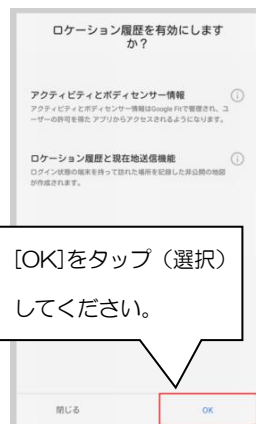 ロケーション履歴を有効にします
か？
アクティビティとボディセンサー情報
アクティビティとボディセンサー情報はGoogle Fitで管理され、ユ
ーザーの許可を得た アプリからアクセスされるようになります。
ロケーション履歴と現在地送信
機能
ログイン状態の端末を持って訪れた場所を記録した非公開の地図
が作成されます。
[OK]をタップ（選択）
してください。
閉じる
OK